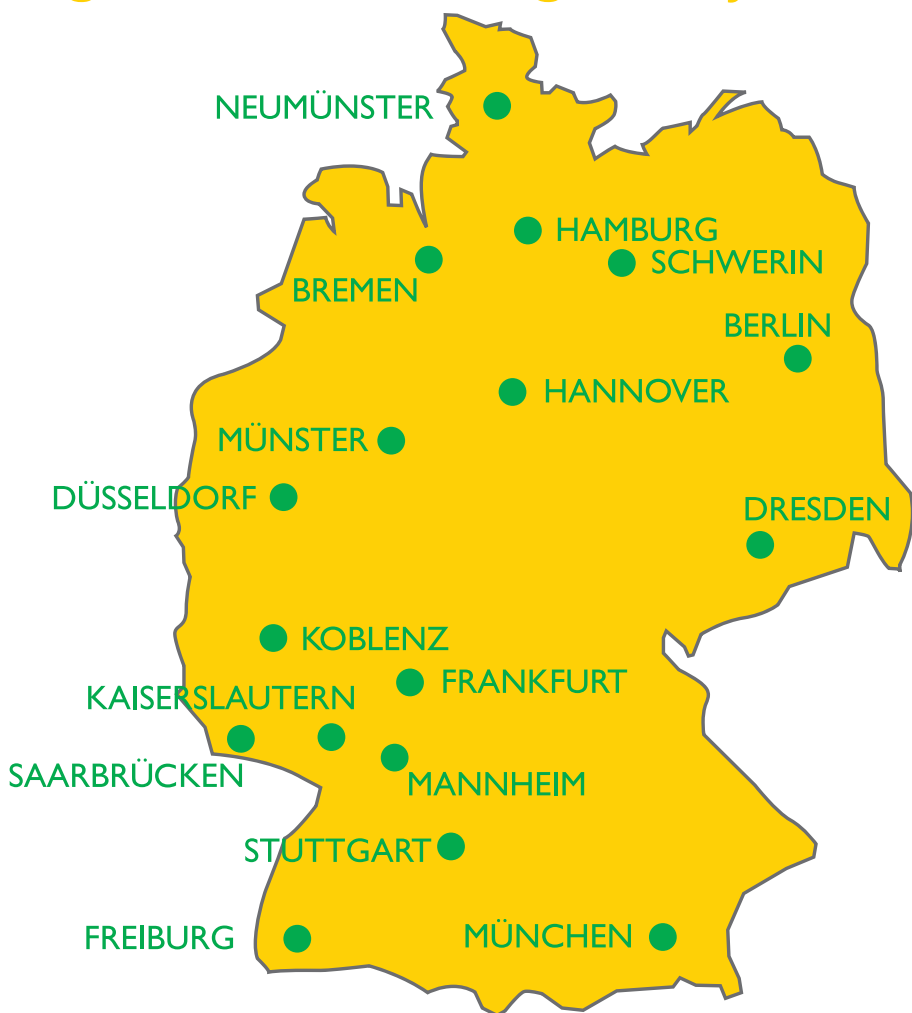 NEUMÜNSTER
HAMBURG
SCHWERIN
BREMEN
BERLIN
HANNOVER
MÜNSTER
DÜSSELDORF
DRESDEN
KOBLENZ
FRANKFURT
KAISERSLAUTERN
SAARBRÜCKEN
MANNHEIM
STUTTGART
FREIBURG
MÜNCHEN